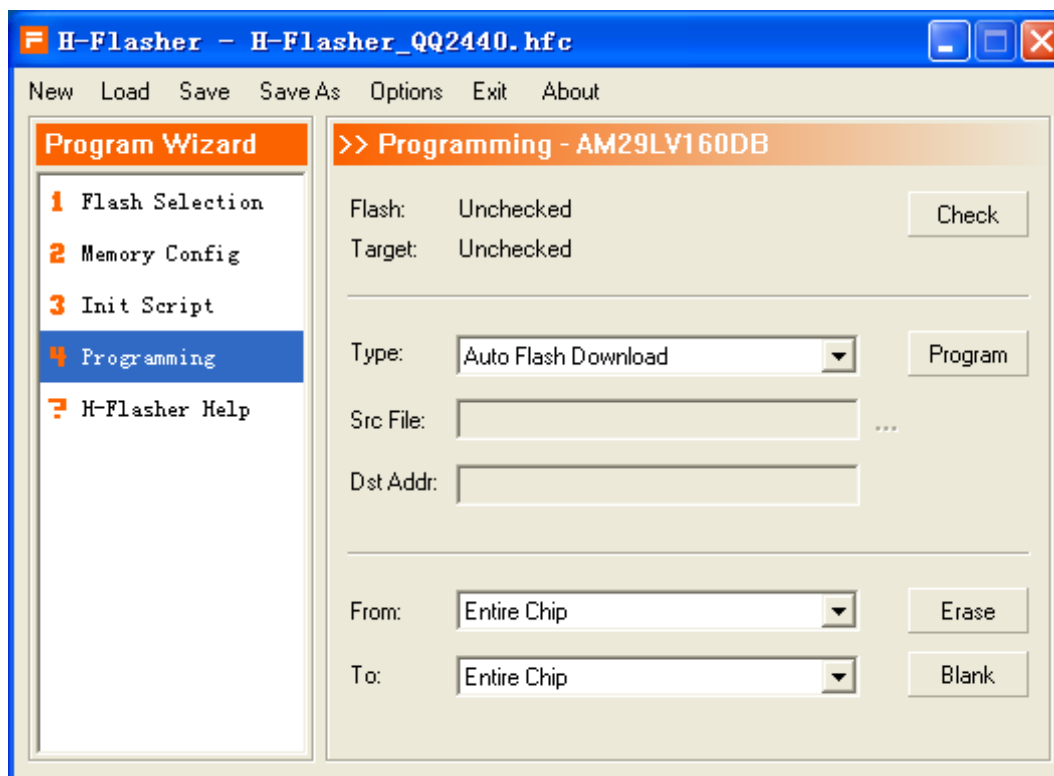 H-Flasher - H-Flasher_QQ2440.hfc
New Load Save Save As Options Exit About
Program Wizard
1 Flash Selection
2 Memory Config
3 Init Script
4 Programming
? H-Flasher Help
>> Programming - AM29LV160DB
Flash: Unchecked Check
Target: Unchecked
Type: Auto Flash Download Program
Src File: ...
Dst Addr:
From: Entire Chip Erase
To: Entire Chip Blank